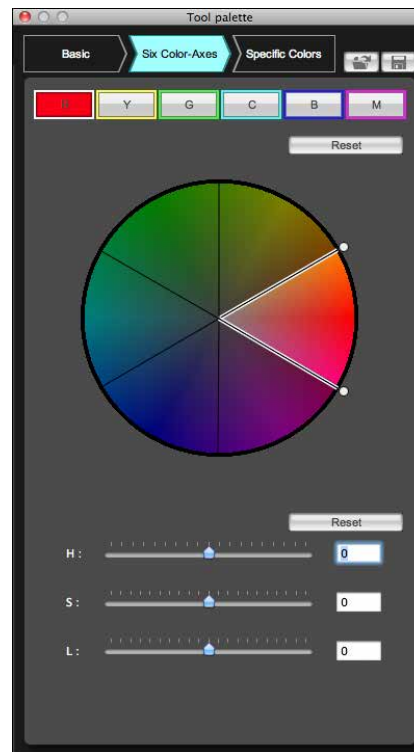 Tool palette
Basic Six Color-Axes Specific Colors
R Y G C B M
Reset
Reset
H : 0
S : 0
L : 0